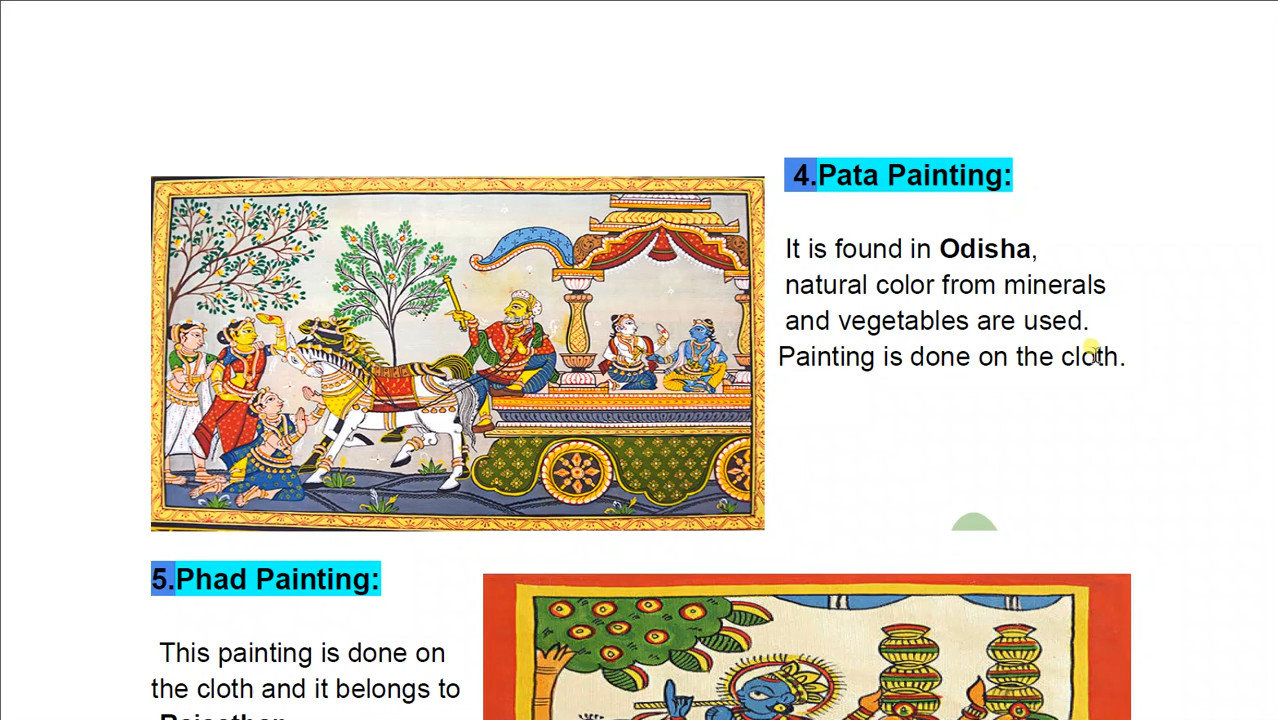 4.Pata Painting:
It is found in Odisha,
natural color from minerals
and vegetables are used.
Painting is done on the cloth.
5.Phad Painting:
This painting is done on
the cloth and it belongs to